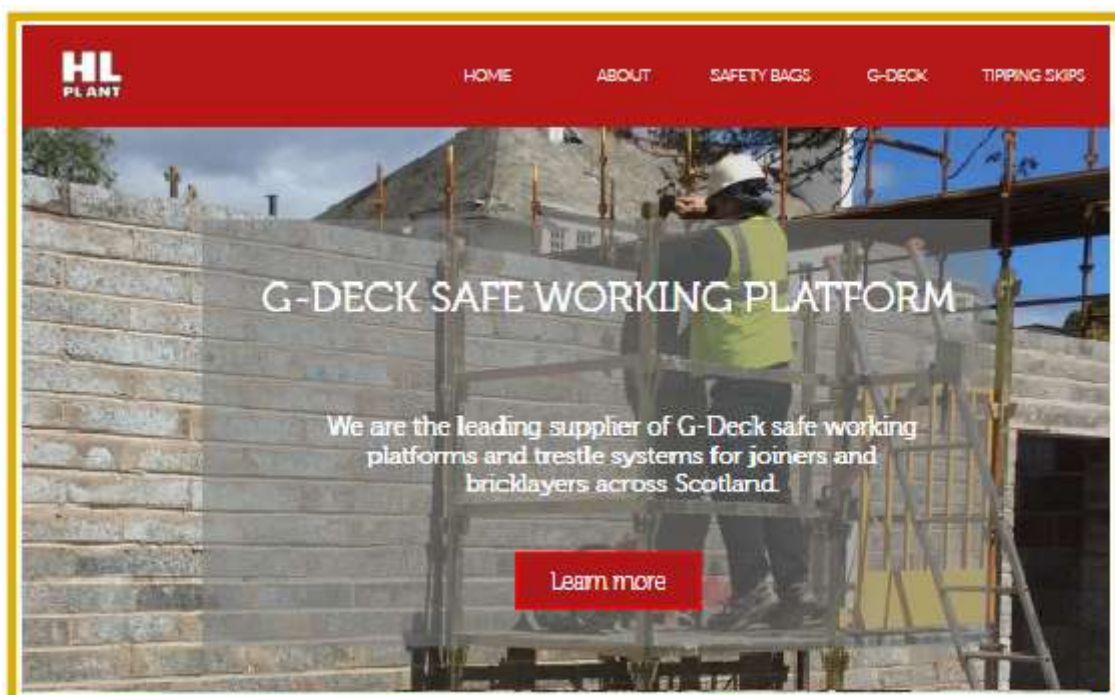 HL
PLANT
HOME ABOUT SAFETY BAGS G-DECK TIPPING SKIPS
G-DECK SAFE WORKING PLATFORM
We are the leading supplier of G-Deck safe working
platforms and trestle systems for joiners and
bricklayers across Scotland.
Learn more